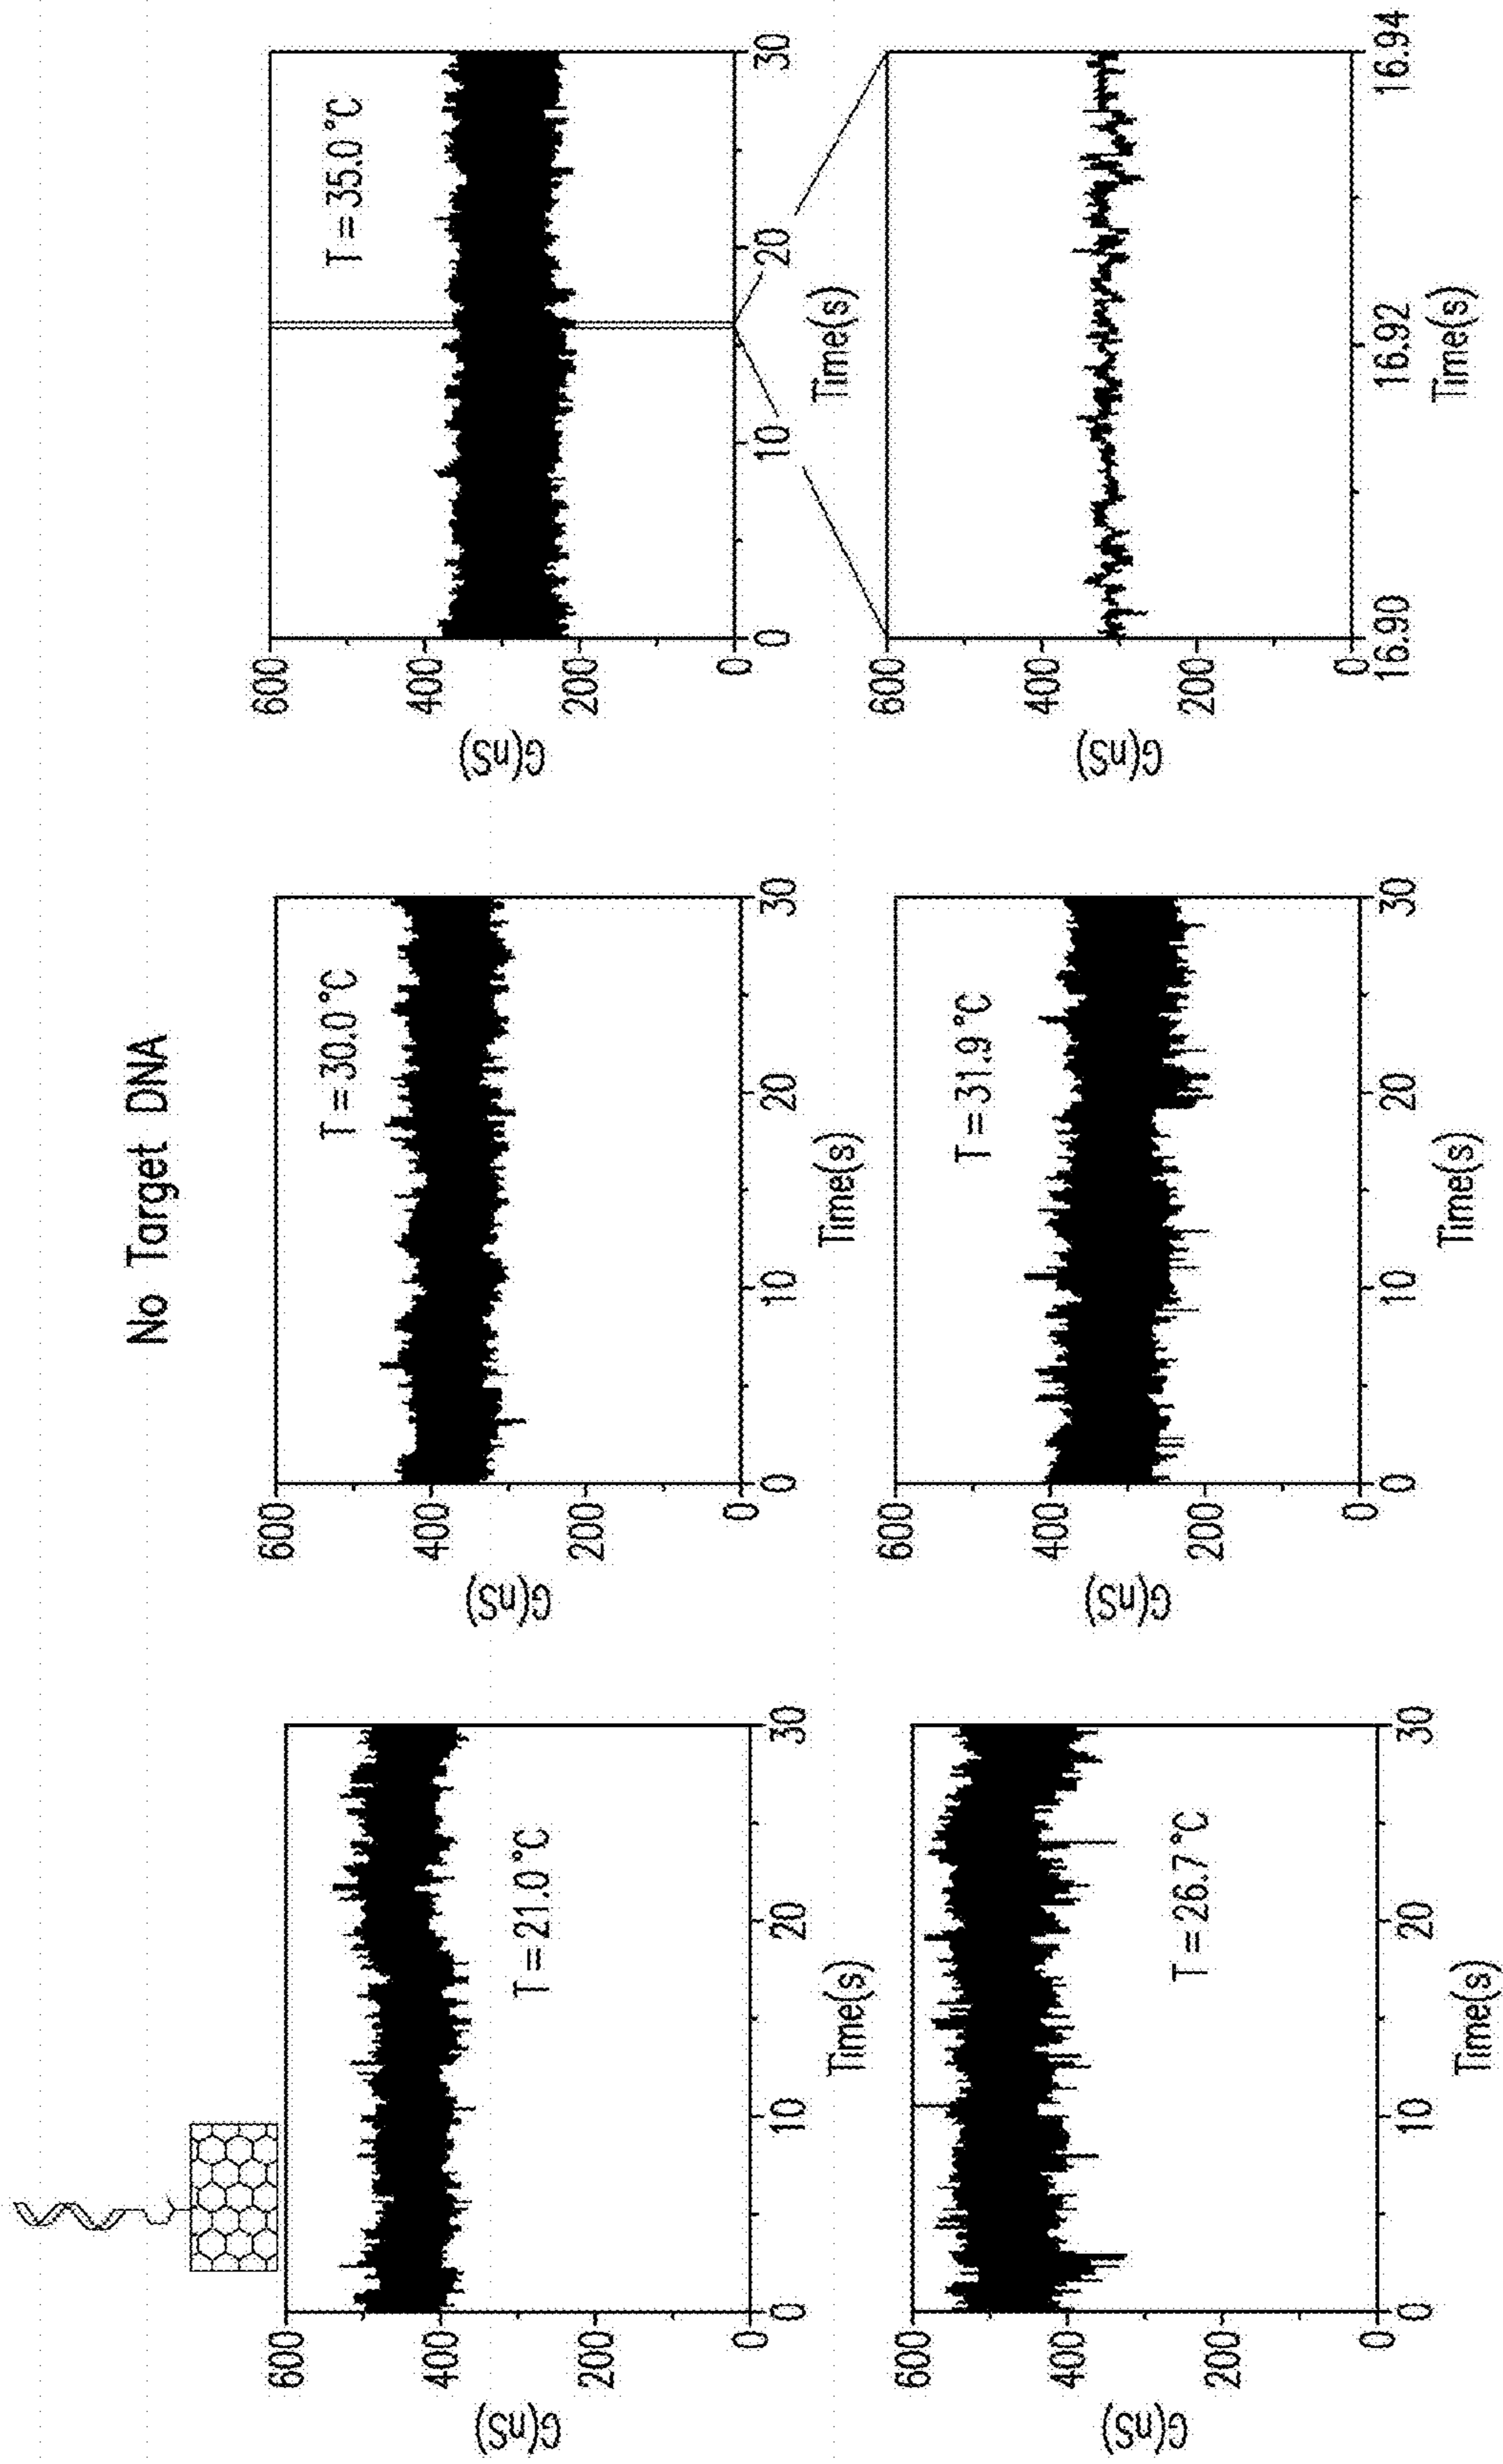 No Target DNA
600
400
200
0
G(nS)
T = 21.0 °C
0
10
20
30
Time(s)
600
400
200
0
G(nS)
T = 30.0 °C
0
10
20
30
Time(s)
600
400
200
0
G(nS)
T = 35.0 °C
0
10
20
30
Time(s)
600
400
200
0
G(nS)
T = 26.7 °C
0
10
20
30
Time(s)
600
400
200
0
G(nS)
T = 31.9 °C
0
10
20
30
Time(s)
600
400
200
0
G(nS)
16.90
16.92
16.94
Time(s)